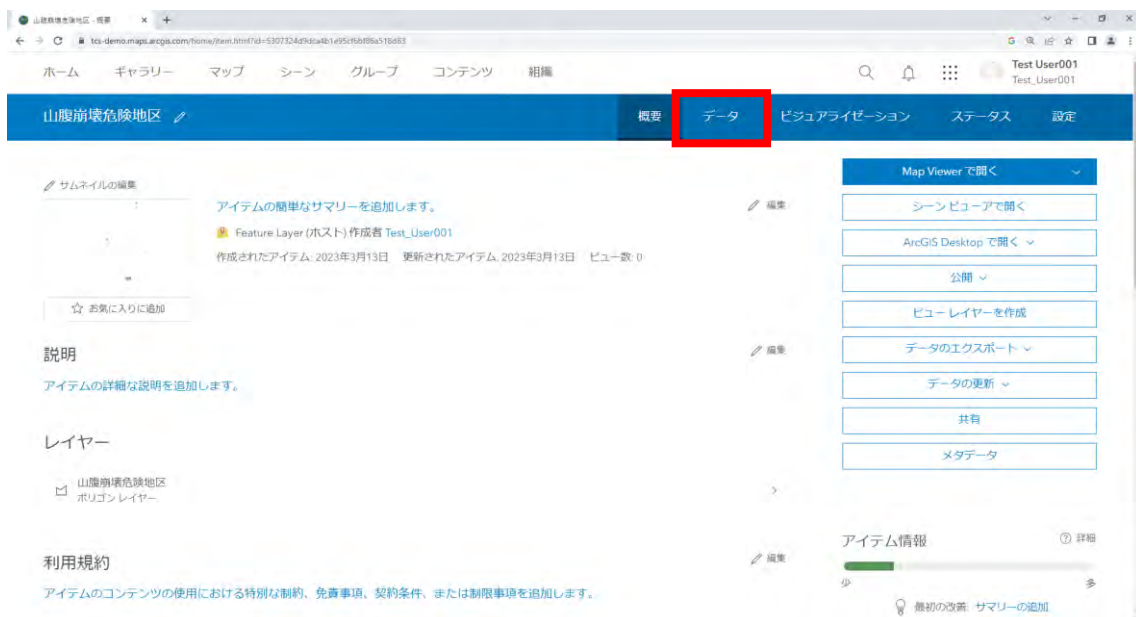 山腹崩壊危険地区 - 概要
tcs-demo.maps.arcgis.com/home/item.html?id=
ホーム ギャラリー マップ シーン グループ コンテンツ 組織
Test User001
Test_User001
山腹崩壊危険地区
概要 データ ビジュアライゼーション ステータス 設定
サムネイルの編集
アイテムの簡単なサマリーを追加します。
編集
Feature Layer (ホスト) 作成者 Test_User001
作成されたアイテム: 2023年3月13日 更新されたアイテム: 2023年3月13日 ビュー数: 0
お気に入りに追加
説明
編集
アイテムの詳細な説明を追加します。
レイヤー
山腹崩壊危険地区
ポリゴン レイヤー
利用規約
編集
アイテムのコンテンツの使用における特別な制約、免責事項、契約条件、または制限事項を追加します。
Map Viewer で開く
シーン ビューアで開く
ArcGIS Desktop で開く
公開
ビュー レイヤーを作成
データのエクスポート
データの更新
共有
メタデータ
アイテム情報
詳細
少 多
最初の改善: サマリーの追加